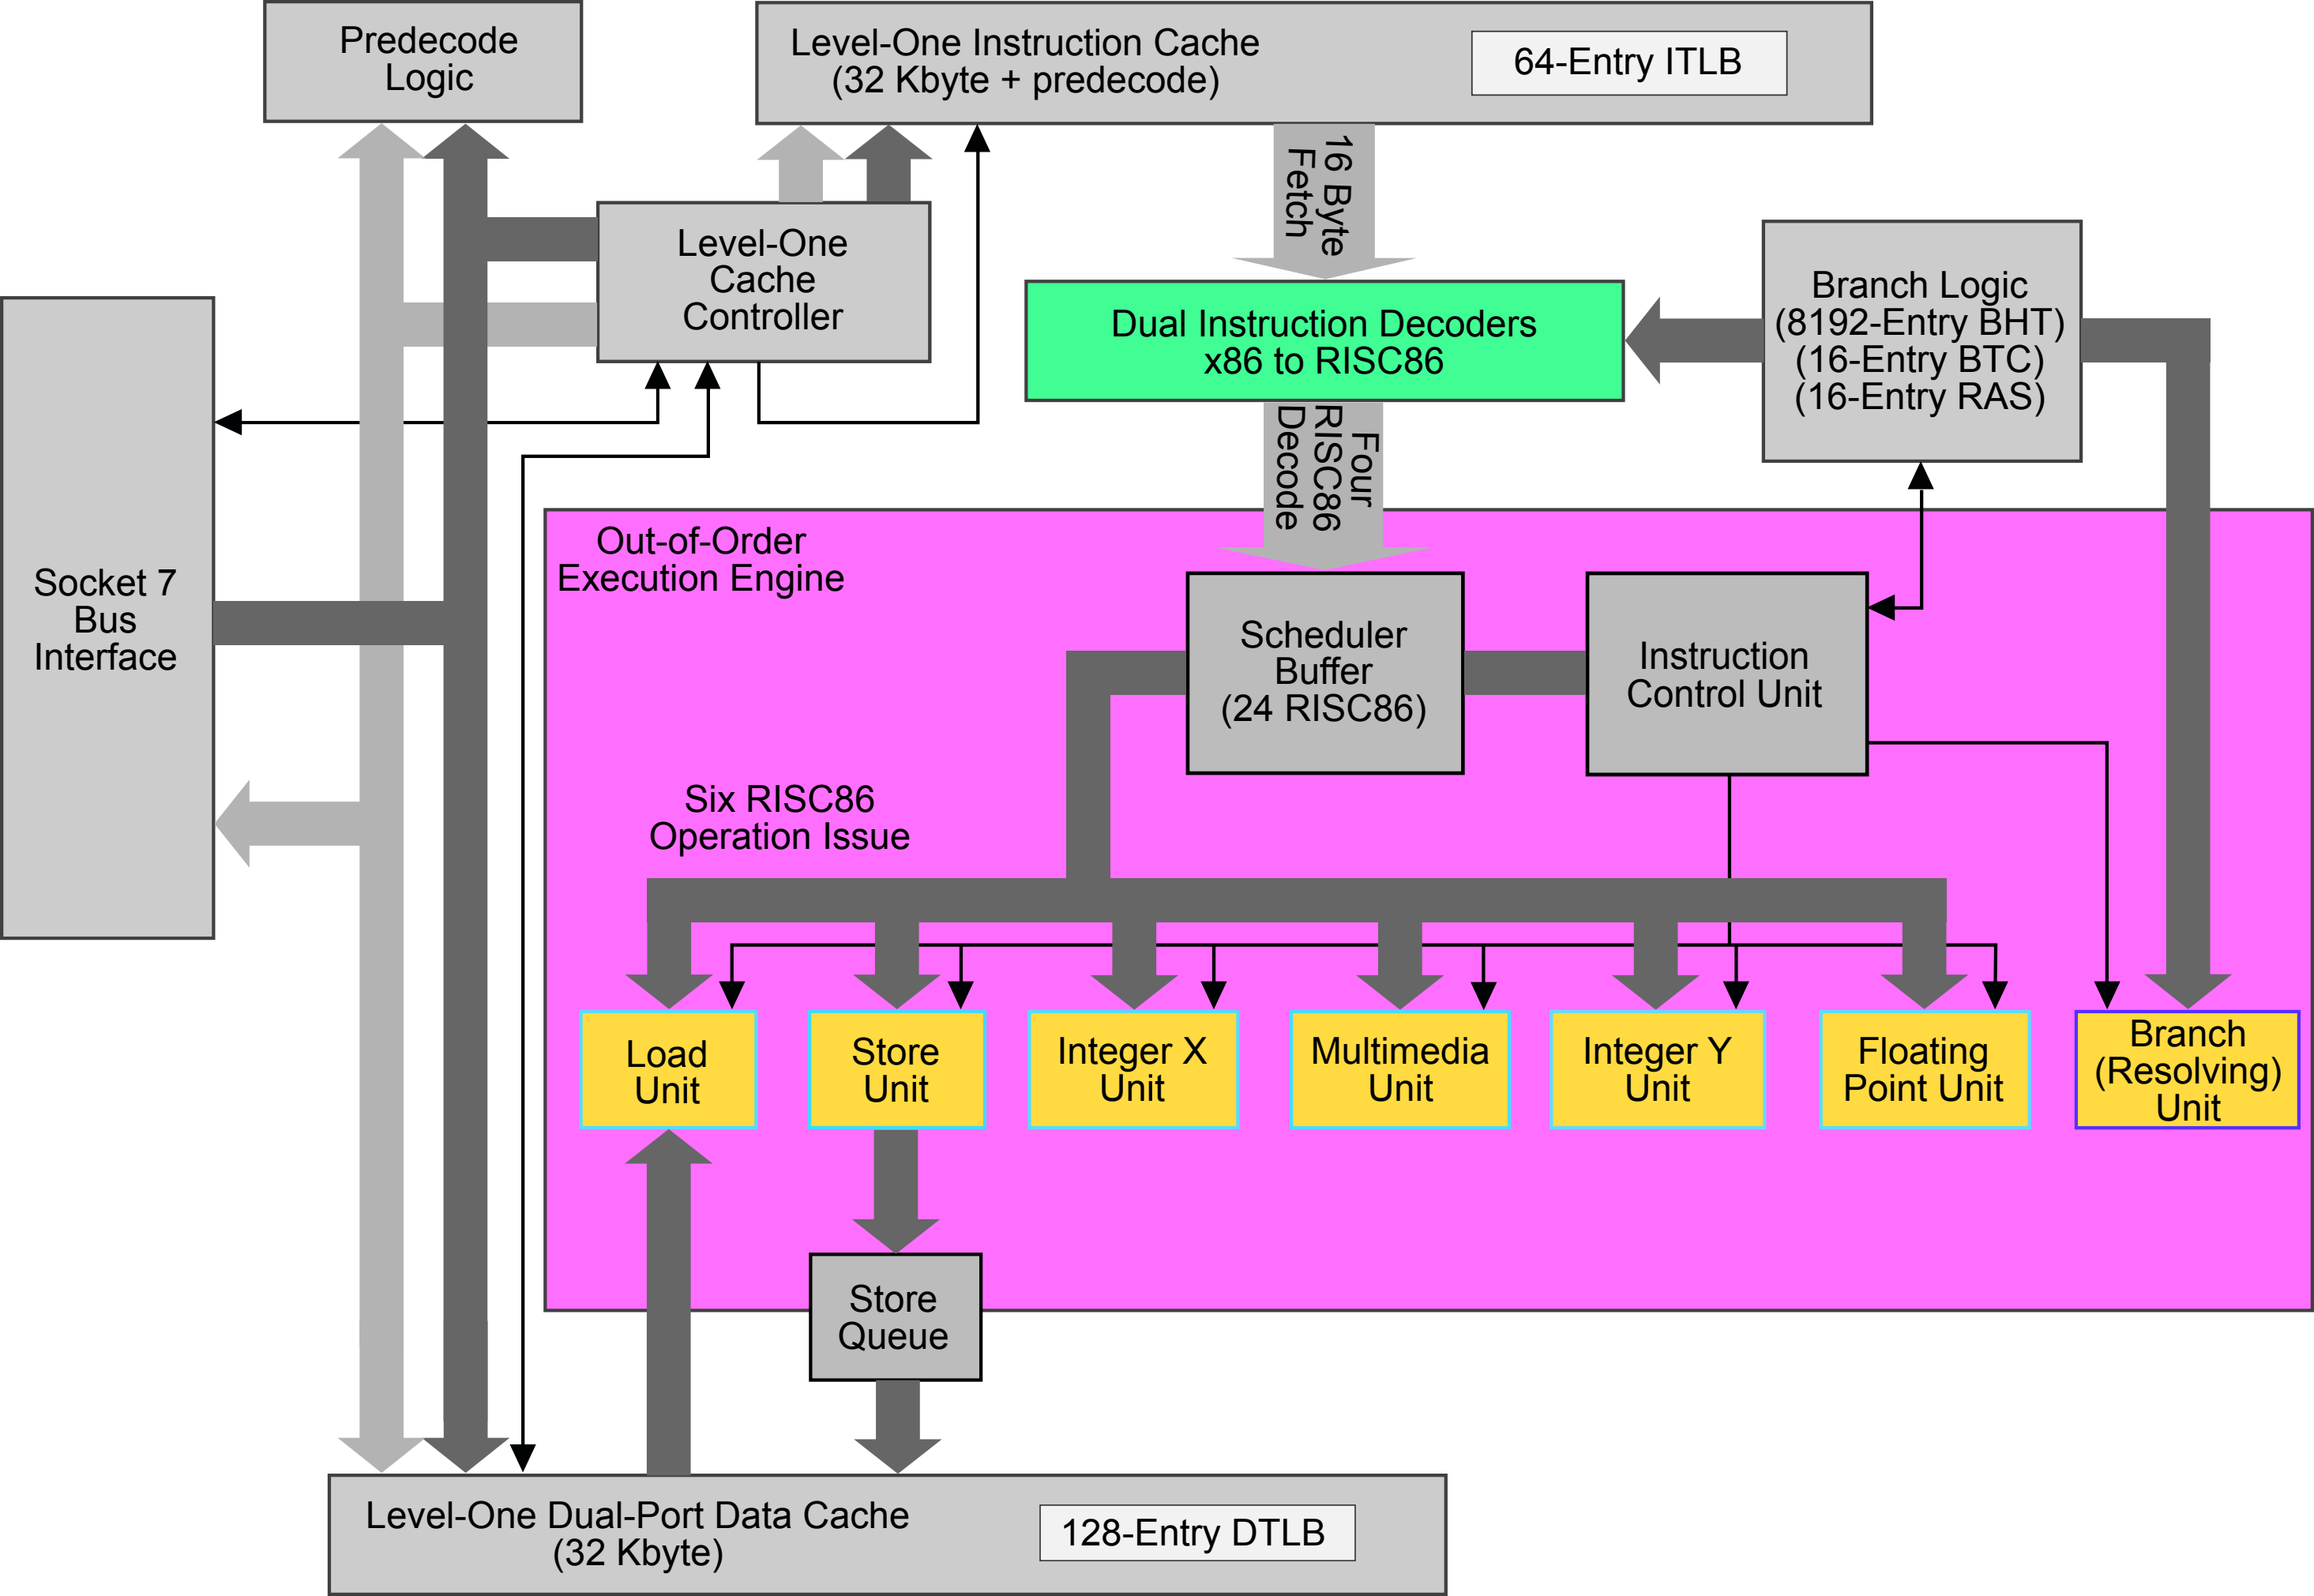 Predecode
Logic
Level-One Instruction Cache
(32 Kbyte + predecode)
64-Entry ITLB
16 Byte
Fetch
Level-One
Cache
Controller
Dual Instruction Decoders
x86 to RISC86
Branch Logic
(8192-Entry BHT)
(16-Entry BTC)
(16-Entry RAS)
Four
RISC86
Decode
Socket 7
Bus
Interface
Out-of-Order
Execution Engine
Scheduler
Buffer
(24 RISC86)
Instruction
Control Unit
Six RISC86
Operation Issue
Load
Unit
Store
Unit
Integer X
Unit
Multimedia
Unit
Integer Y
Unit
Floating
Point Unit
Branch
(Resolving)
Unit
Store
Queue
Level-One Dual-Port Data Cache
(32 Kbyte)
128-Entry DTLB